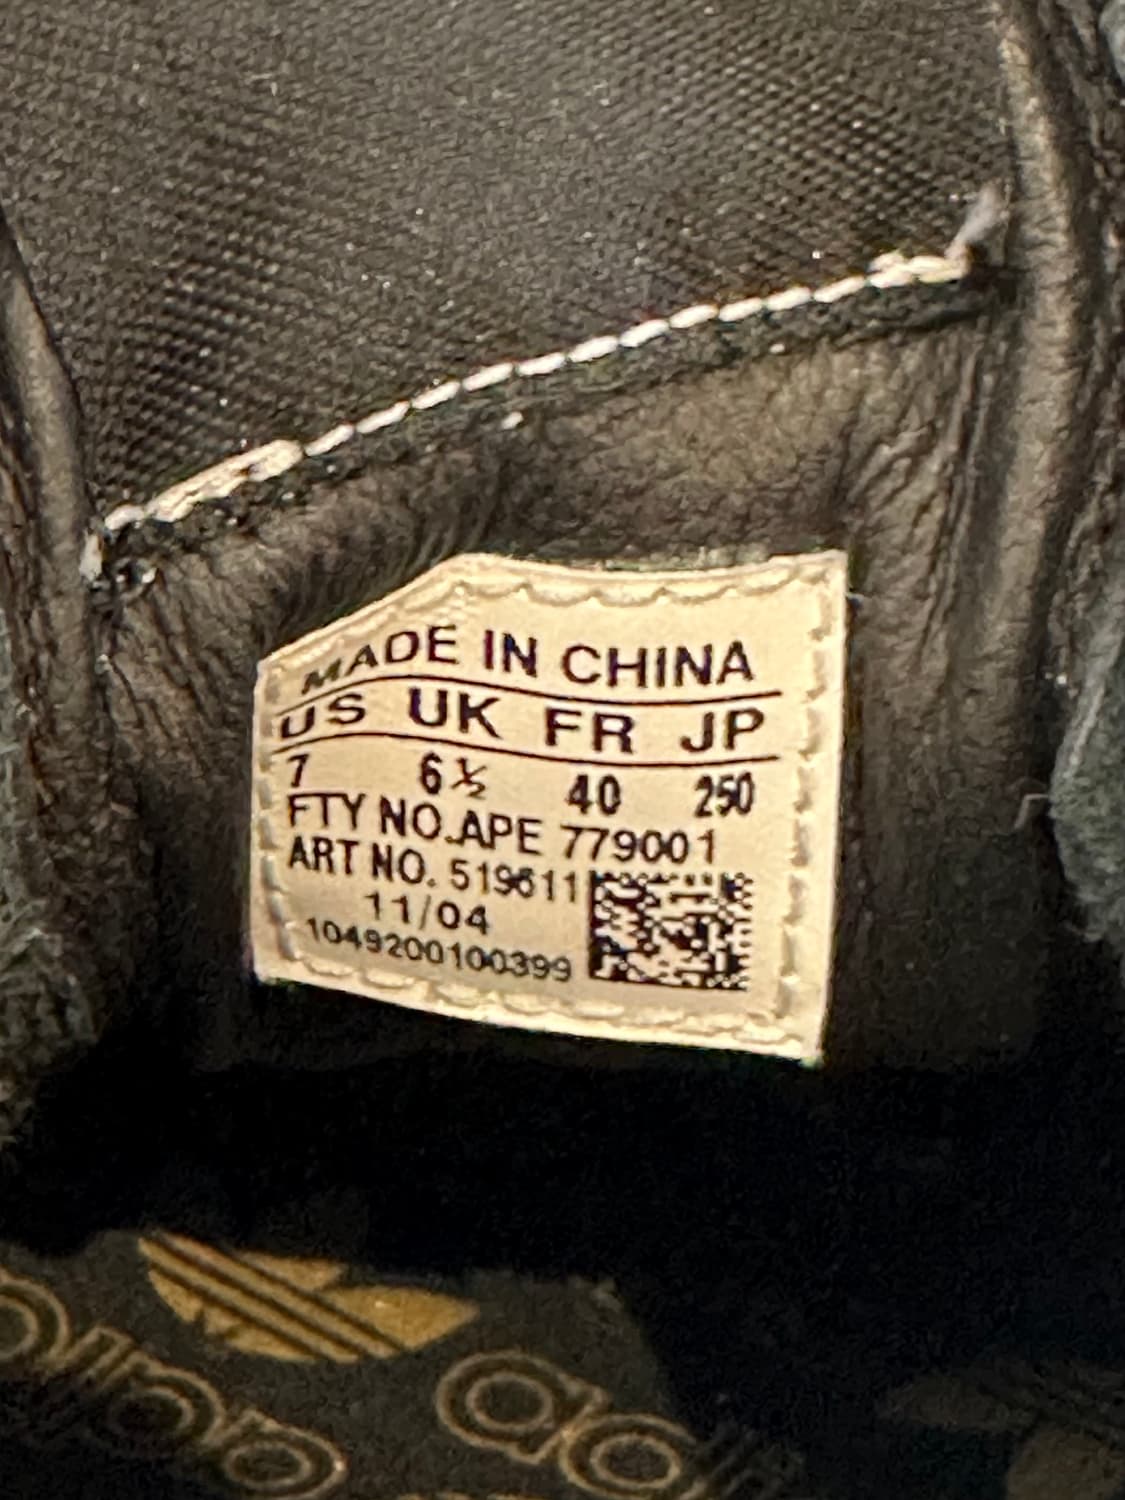 MADE IN CHINA
US UK FR JP
7 6½ 40 250
FTY NO. APE 779001
ART NO. 519611
11/04
1049200100399